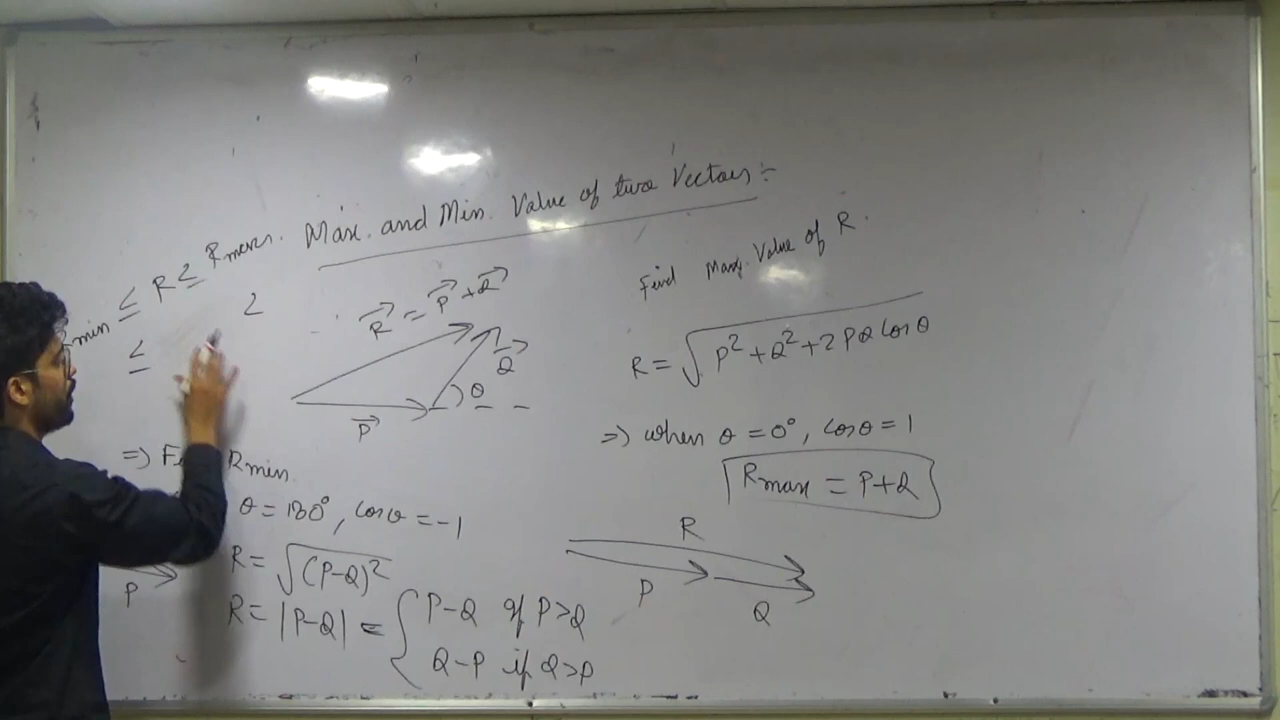 Max. and Min. Value of two Vectors :-
Rmin ≤ R ≤ Rmax.
≤
R⃗ = P⃗ + Q⃗
Q⃗
θ
P⃗
Find Max. Value of R.
R = √P² + Q² + 2PQ Cosθ
=> when θ = 0°, Cosθ = 1
Rmax = P+Q
R
P
Q
=> F Rmin.
θ = 180°, Cosθ = -1
R = √(P-Q)²
R = |P-Q| = { P-Q if P>Q
Q-P if Q>P
P